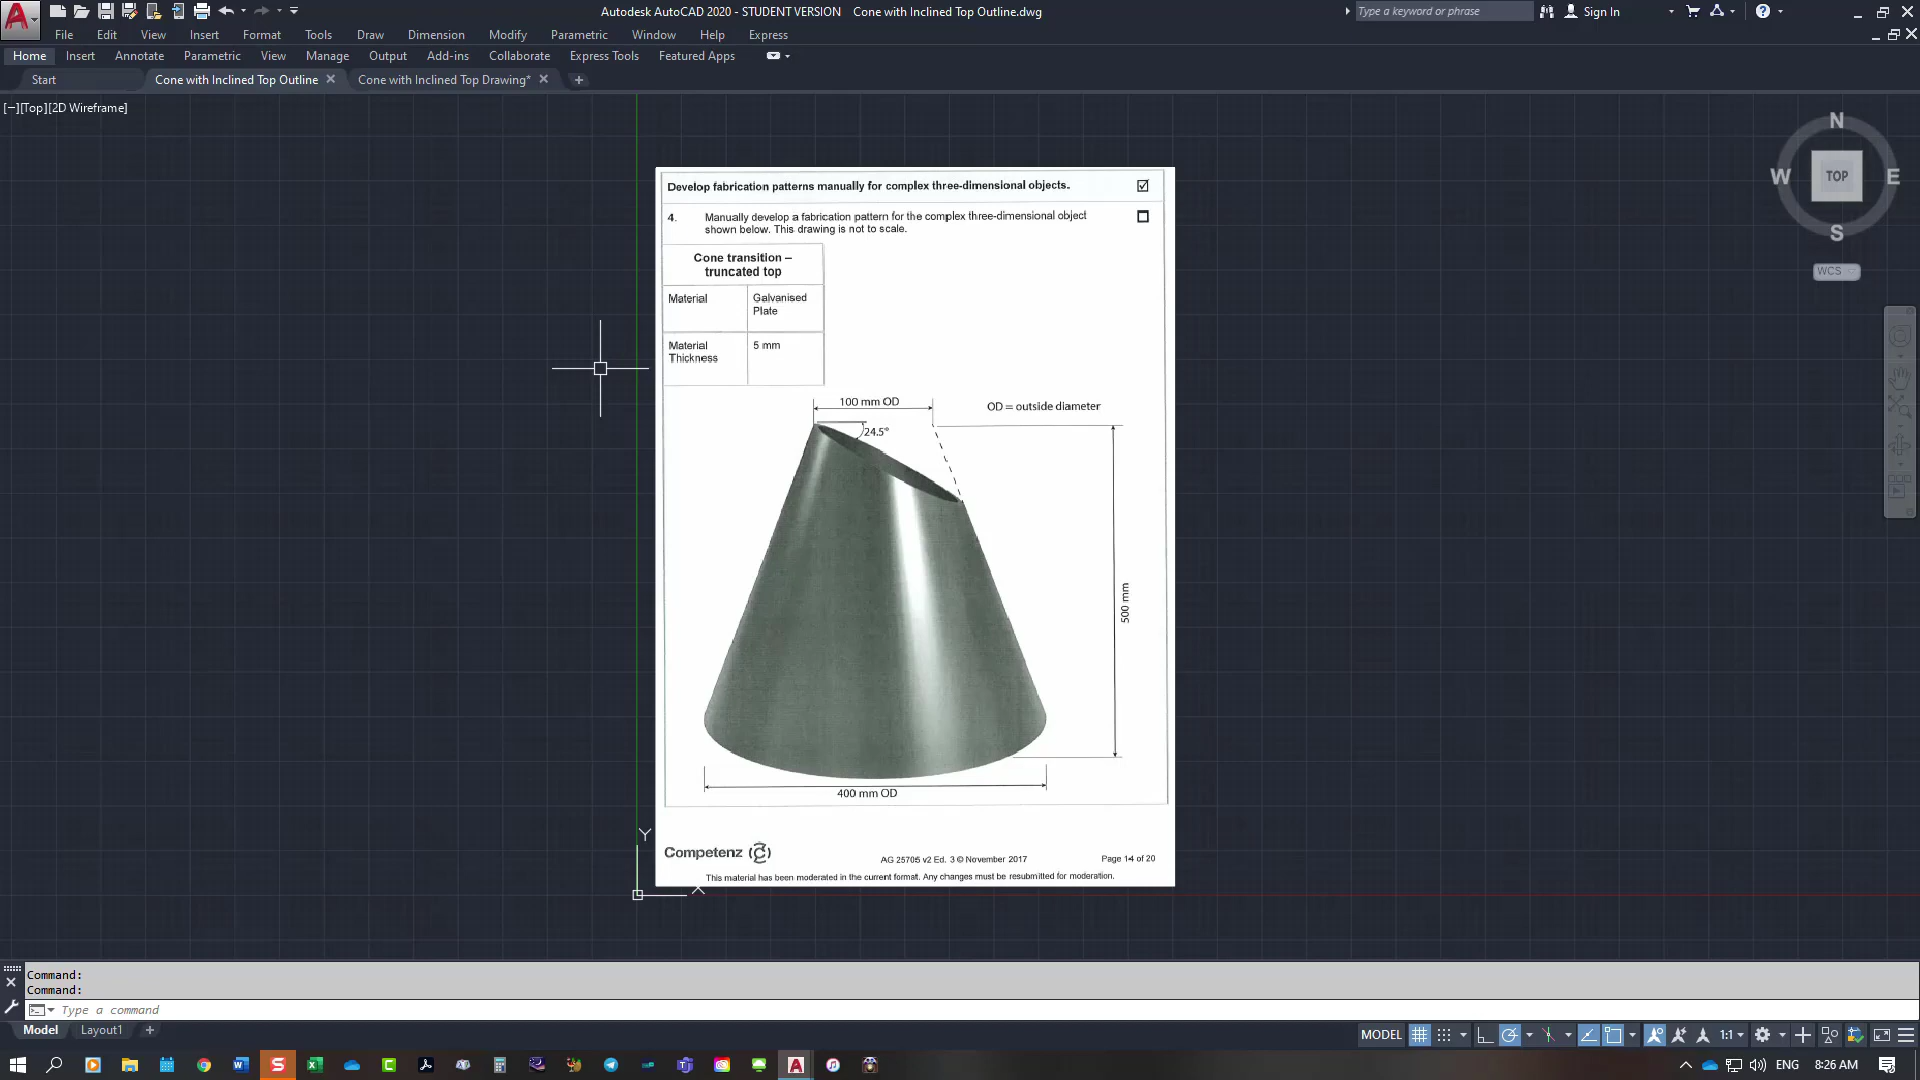 Autodesk AutoCAD 2020 - STUDENT VERSION Cone with Inclined Top Outline.dwg
Type a keyword or phrase
Sign In
File Edit View Insert Format Tools Draw Dimension Modify Parametric Window Help Express
Home Insert Annotate Parametric View Manage Output Add-ins Collaborate Express Tools Featured Apps
Start Cone with Inclined Top Outline Cone with Inclined Top Drawing*
[−][Top][2D Wireframe]
N
W TOP E
S
WCS
Develop fabrication patterns manually for complex three-dimensional objects.
4. Manually develop a fabrication pattern for the complex three-dimensional object
shown below. This drawing is not to scale.
Cone transition –
truncated top
Material Galvanised
Plate
Material 5 mm
Thickness
100 mm OD
OD = outside diameter
24.5°
500 mm
400 mm OD
Y
X
Competenz
AG 25705 v2 Ed. 3 © November 2017
Page 14 of 20
This material has been moderated in the current format. Any changes must be resubmitted for moderation.
Command:
Command:
Type a command
Model Layout1
MODEL 1:1
ENG 8:26 AM